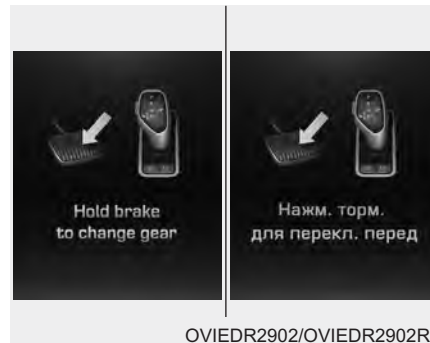 Hold brake
to change gear
Нажм. торм.
для перекл. перед
OVIEDR2902/OVIEDR2902R